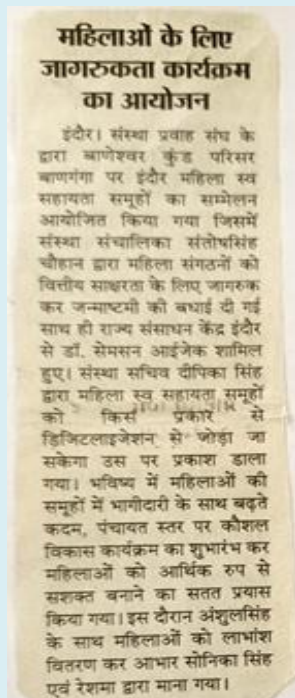 महिलाओं के लिए
जागरुकता कार्यक्रम
का आयोजन
इंदौर। संस्था प्रवाह संघ के
द्वारा बाणेश्वर कुंड परिसर
बाणगंगा पर इंदौर महिला स्व
सहायता समूहों का सम्मेलन
आयोजित किया गया जिसमें
संस्था संचालिका संतोषसिंह
चौहान द्वारा महिला संगठनों को
वित्तीय साक्षरता के लिए जागरुक
कर जन्माष्टमी की बधाई दी गई
साथ ही राज्य संसाधन केंद्र इंदौर
से डॉ. सेमसन आईजेक शामिल
हुए। संस्था सचिव दीपिका सिंह
द्वारा महिला स्व सहायता समूहों
को किस प्रकार से
डिजिटलाइजेशन से जोड़ा जा
सकेगा उस पर प्रकाश डाला
गया। भविष्य में महिलाओं की
समूहों में भागीदारी के साथ बढ़ते
कदम, पंचायत स्तर पर कौशल
विकास कार्यक्रम का शुभारंभ कर
महिलाओं को आर्थिक रुप से
सशक्त बनाने का सतत प्रयास
किया गया। इस दौरान अंशुलसिंह
के साथ महिलाओं को लाभांश
वितरण कर आभार सोनिका सिंह
एवं रेशमा द्वारा माना गया।